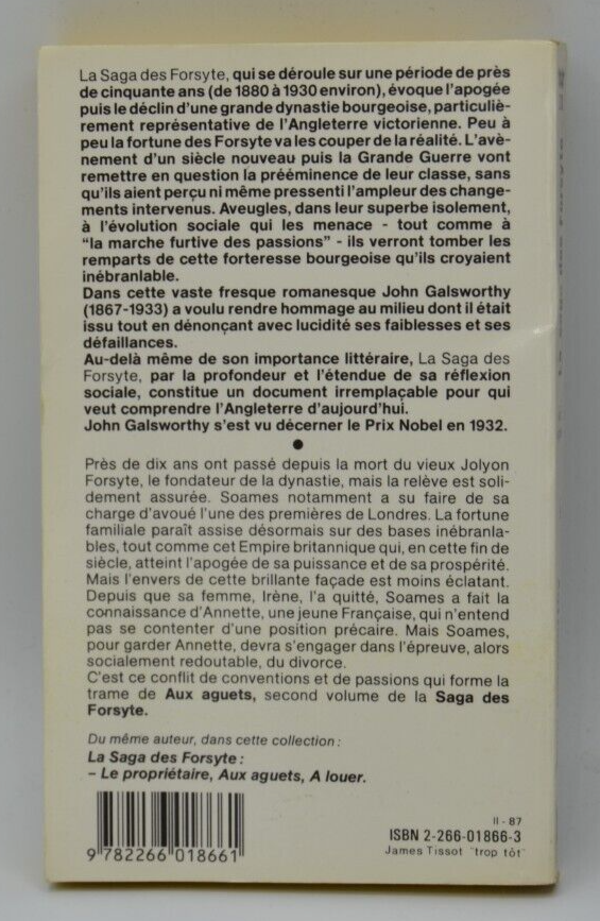 La Saga des Forsyte, qui se déroule sur une période de près
de cinquante ans (de 1880 à 1930 environ), évoque l'apogée
puis le déclin d'une grande dynastie bourgeoise, particuliè-
rement représentative de l'Angleterre victorienne. Peu à
peu la fortune des Forsyte va les couper de la réalité. L'avè-
nement d'un siècle nouveau puis la Grande Guerre vont
remettre en question la prééminence de leur classe, sans
qu'ils aient perçu ni même pressenti l'ampleur des change-
ments intervenus. Aveugles, dans leur superbe isolement,
à l'évolution sociale qui les menace - tout comme à
"la marche furtive des passions" - ils verront tomber les
remparts de cette forteresse bourgeoise qu'ils croyaient
inébranlable.
Dans cette vaste fresque romanesque John Galsworthy
(1867-1933) a voulu rendre hommage au milieu dont il était
issu tout en dénonçant avec lucidité ses faiblesses et ses
défaillances.
Au-delà même de son importance littéraire, La Saga des
Forsyte, par la profondeur et l'étendue de sa réflexion
sociale, constitue un document irremplaçable pour qui
veut comprendre l'Angleterre d'aujourd'hui.
John Galsworthy s'est vu décerner le Prix Nobel en 1932.
●
Près de dix ans ont passé depuis la mort du vieux Jolyon
Forsyte, le fondateur de la dynastie, mais la relève est soli-
dement assurée. Soames notamment a su faire de sa
charge d'avoué l'une des premières de Londres. La fortune
familiale paraît assise désormais sur des bases inébranla-
bles, tout comme cet Empire britannique qui, en cette fin de
siècle, atteint l'apogée de sa puissance et de sa prospérité.
Mais l'envers de cette brillante façade est moins éclatant.
Depuis que sa femme, Irène, l'a quitté, Soames a fait la
connaissance d'Annette, une jeune Française, qui n'entend
pas se contenter d'une position précaire. Mais Soames,
pour garder Annette, devra s'engager dans l'épreuve, alors
socialement redoutable, du divorce.
C'est ce conflit de conventions et de passions qui forme la
trame de Aux aguets, second volume de la Saga des
Forsyte.
Du même auteur, dans cette collection :
La Saga des Forsyte :
– Le propriétaire, Aux aguets, A louer.
II - 87
ISBN 2-266-01866-3
James Tissot "trop tôt"
9 782266 018661